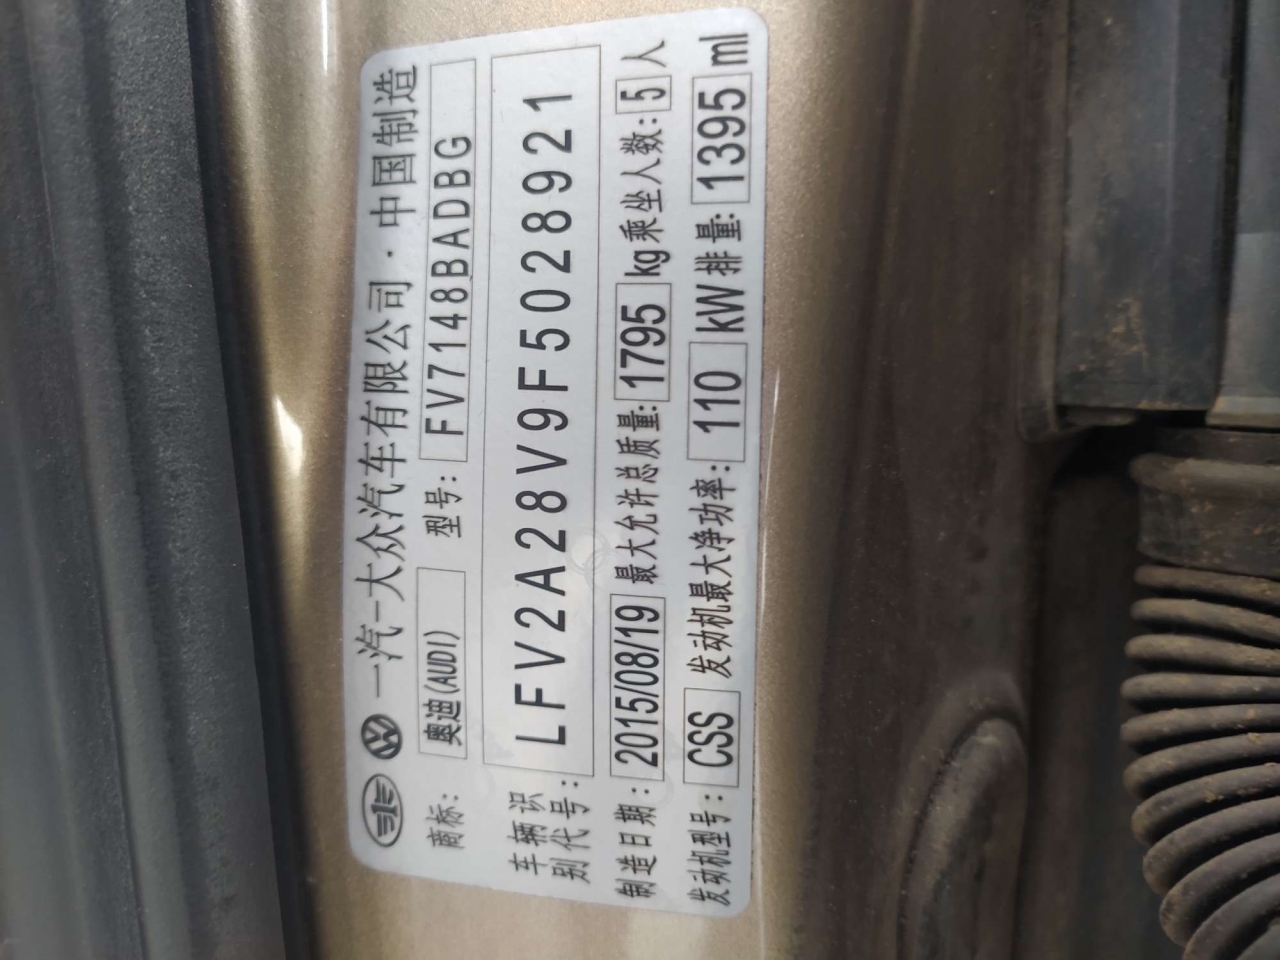 一汽-大众汽车有限公司·中国制造
商标: 奥迪(AUDI) 型号: FV7148BADBG
车辆识别代号: LFV2A28V9F5028921
制造日期: 2015/08/19 最大允许总质量: 1795 kg 乘坐人数: 5 人
发动机型号: CSS 发动机最大净功率: 110 kW 排量: 1395 ml